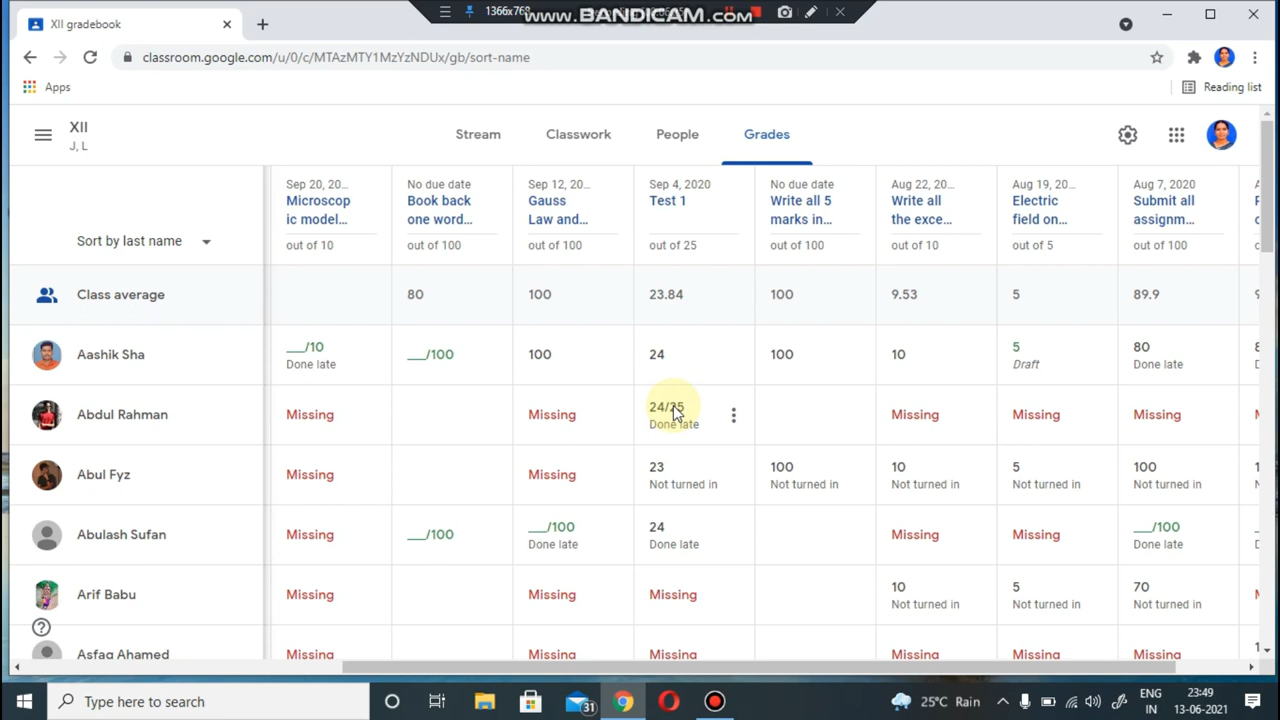 1366x768
www.BANDICAM.com
XII gradebook
classroom.google.com/u/0/c/MTAzMTY1MzYzNDUx/gb/sort-name
Apps
Reading list
XII
J, L
Stream
Classwork
People
Grades
Sort by last name
Sep 20, 20...
Microscop
ic model...
out of 10
No due date
Book back
one word...
out of 100
Sep 12, 20...
Gauss
Law and...
out of 100
Sep 4, 2020
Test 1
out of 25
No due date
Write all 5
marks in...
out of 100
Aug 22, 20...
Write all
the exce...
out of 10
Aug 19, 20...
Electric
field on...
out of 5
Aug 7, 2020
Submit all
assignm...
out of 100
Class average
80
100
23.84
100
9.53
5
89.9
Aashik Sha
___/10
Done late
___/100
100
24
100
10
5
Draft
80
Done late
Abdul Rahman
Missing
Missing
24/25
Done late
Missing
Missing
Missing
Abul Fyz
Missing
Missing
23
Not turned in
100
Not turned in
10
Not turned in
5
Not turned in
100
Not turned in
Abulash Sufan
Missing
___/100
___/100
Done late
24
Done late
Missing
Missing
___/100
Done late
Arif Babu
Missing
Missing
Missing
10
Not turned in
5
Not turned in
70
Not turned in
Asfaq Ahamed
Missing
Missing
Missing
Missing
Missing
Missing
Type here to search
31
25°C Rain
ENG
IN
23:49
13-06-2021